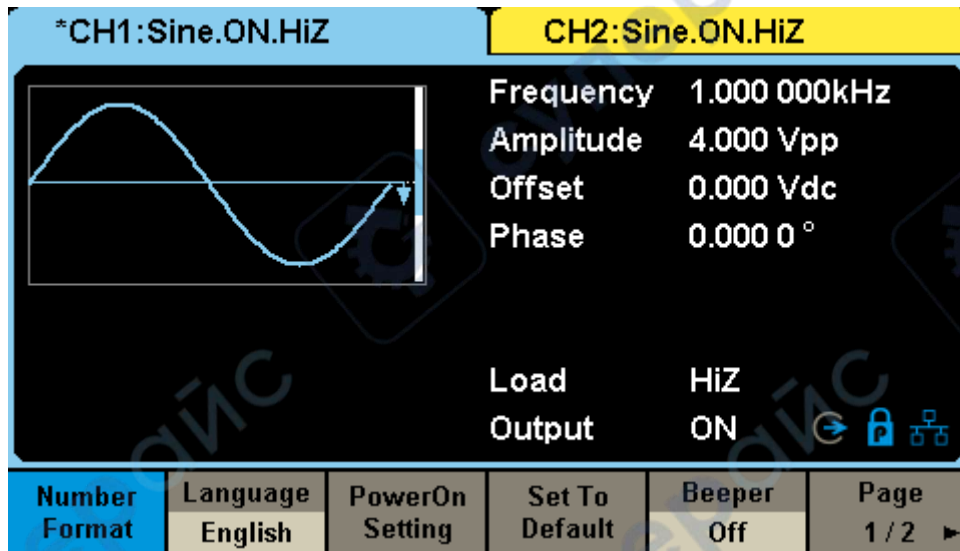 *CH1:Sine.ON.HiZ
CH2:Sine.ON.HiZ
Frequency 1.000 000kHz
Amplitude 4.000 Vpp
Offset 0.000 Vdc
Phase 0.000 0 °
Load HiZ
Output ON
P
Number Format
Language English
PowerOn Setting
Set To Default
Beeper Off
Page 1 / 2 ►